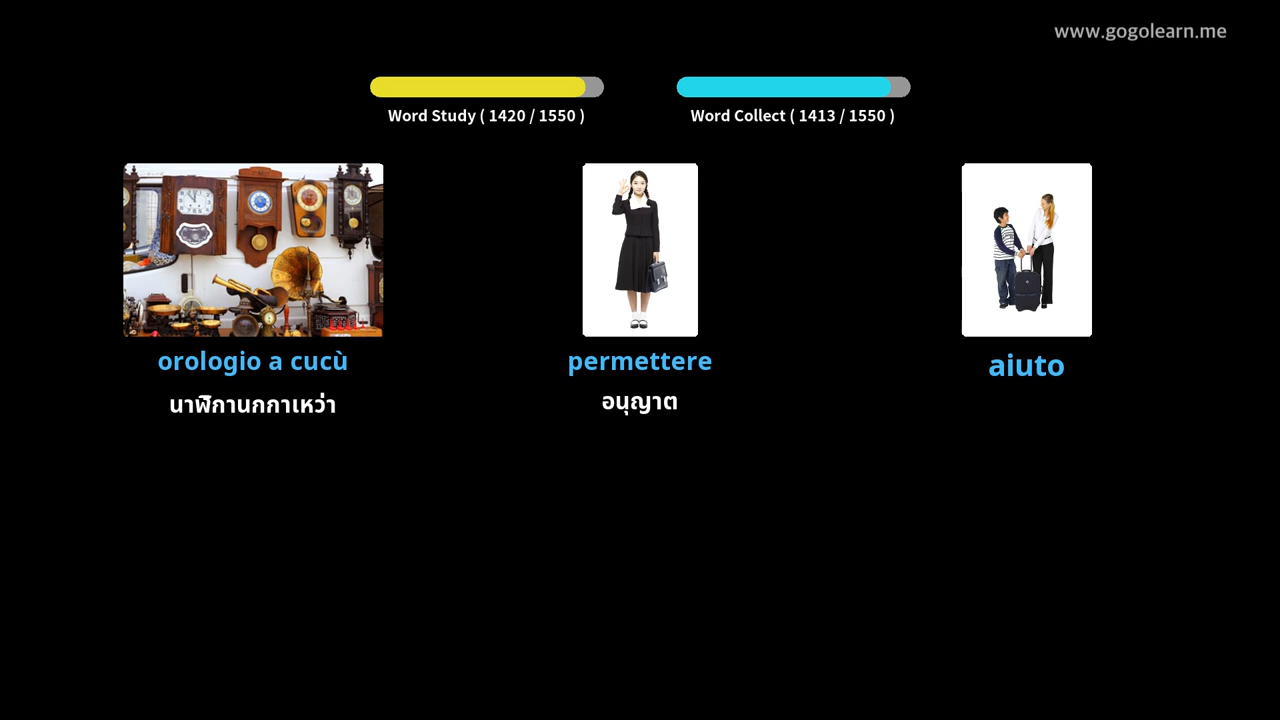 www.gogolearn.me
Word Study ( 1420 / 1550 )
Word Collect ( 1413 / 1550 )
orologio a cucù
นาฬิกานกกาเหว่า
permettere
อนุญาต
aiuto